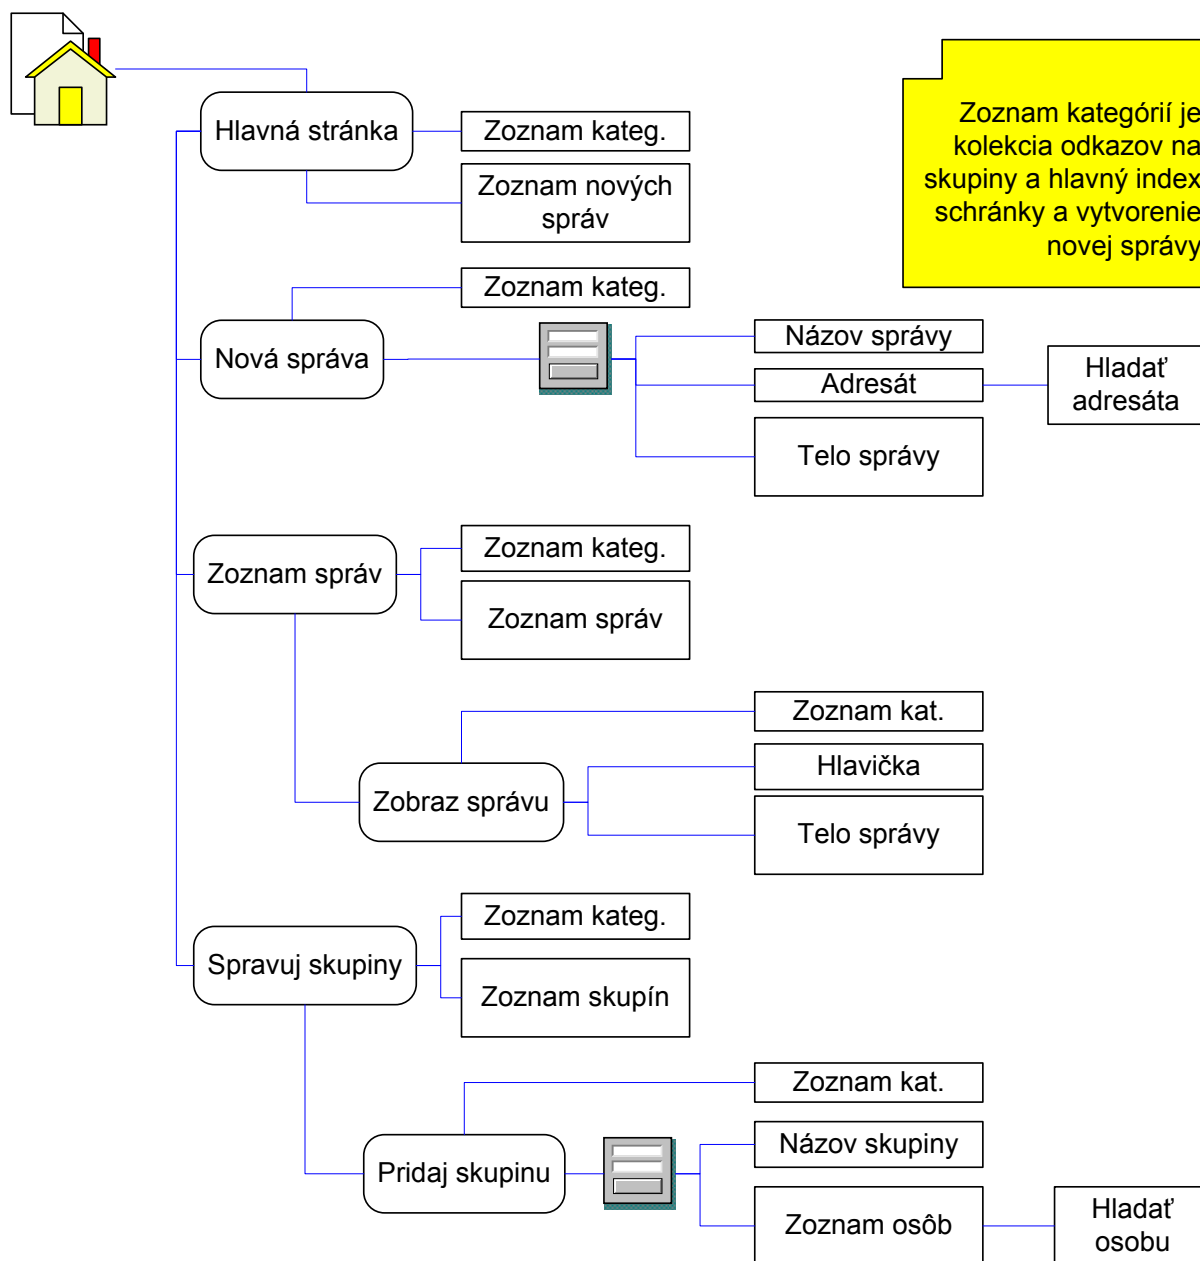 Hlavná stránka
Zoznam kateg.
Zoznam nových
správ
Zoznam kategórií je
kolekcia odkazov na
skupiny a hlavný index
schránky a vytvorenie
novej správy
Zoznam kateg.
Nová správa
Názov správy
Adresát
Hladať
adresáta
Telo správy
Zoznam správ
Zoznam kateg.
Zoznam správ
Zoznam kat.
Zobraz správu
Hlavička
Telo správy
Zoznam kateg.
Spravuj skupiny
Zoznam skupín
Zoznam kat.
Pridaj skupinu
Názov skupiny
Zoznam osôb
Hladať
osobu